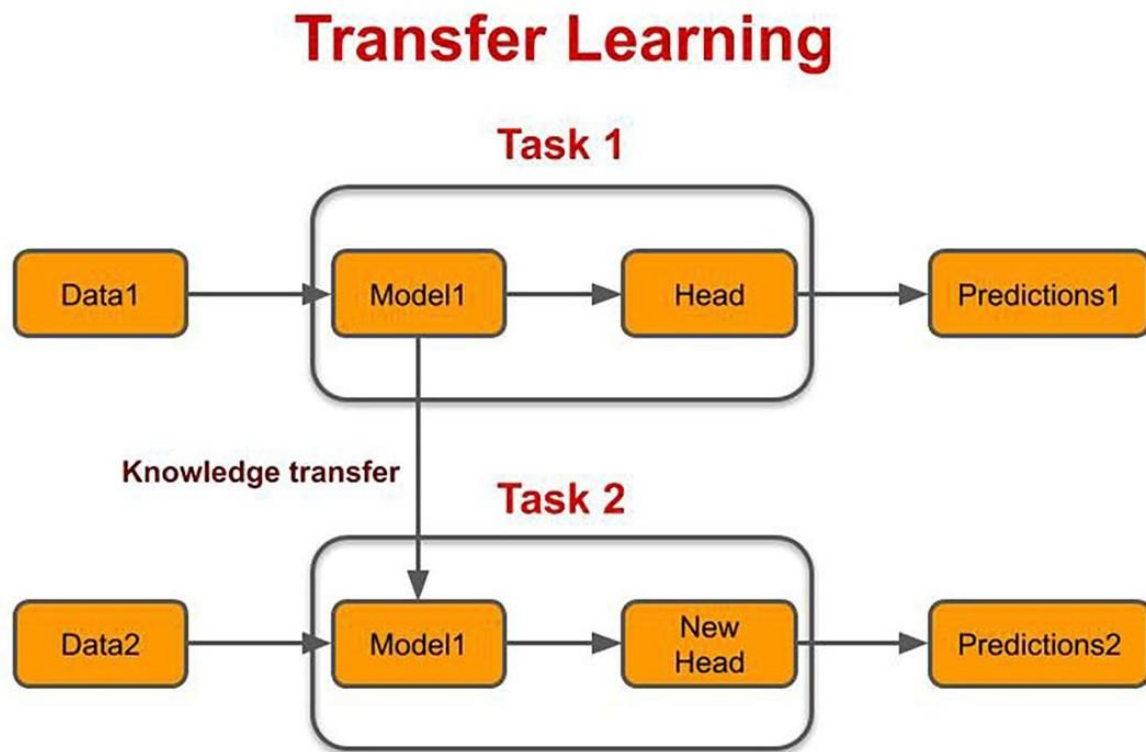 Transfer Learning
Task 1
Data1
Model1
Head
Predictions1
Knowledge transfer
Task 2
Data2
Model1
New
Head
Predictions2